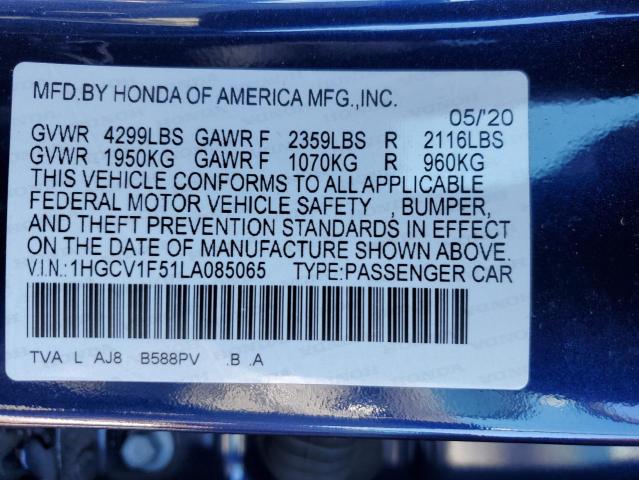 MFD.BY HONDA OF AMERICA MFG.,INC.
05/'20
GVWR 4299LBS GAWR F 2359LBS R 2116LBS
GVWR 1950KG GAWR F 1070KG R 960KG
THIS VEHICLE CONFORMS TO ALL APPLICABLE
FEDERAL MOTOR VEHICLE SAFETY , BUMPER,
AND THEFT PREVENTION STANDARDS IN EFFECT
ON THE DATE OF MANUFACTURE SHOWN ABOVE.
V.I.N.:1HGCV1F51LA085065 TYPE:PASSENGER CAR
TVA L AJ8 B588PV .B .A